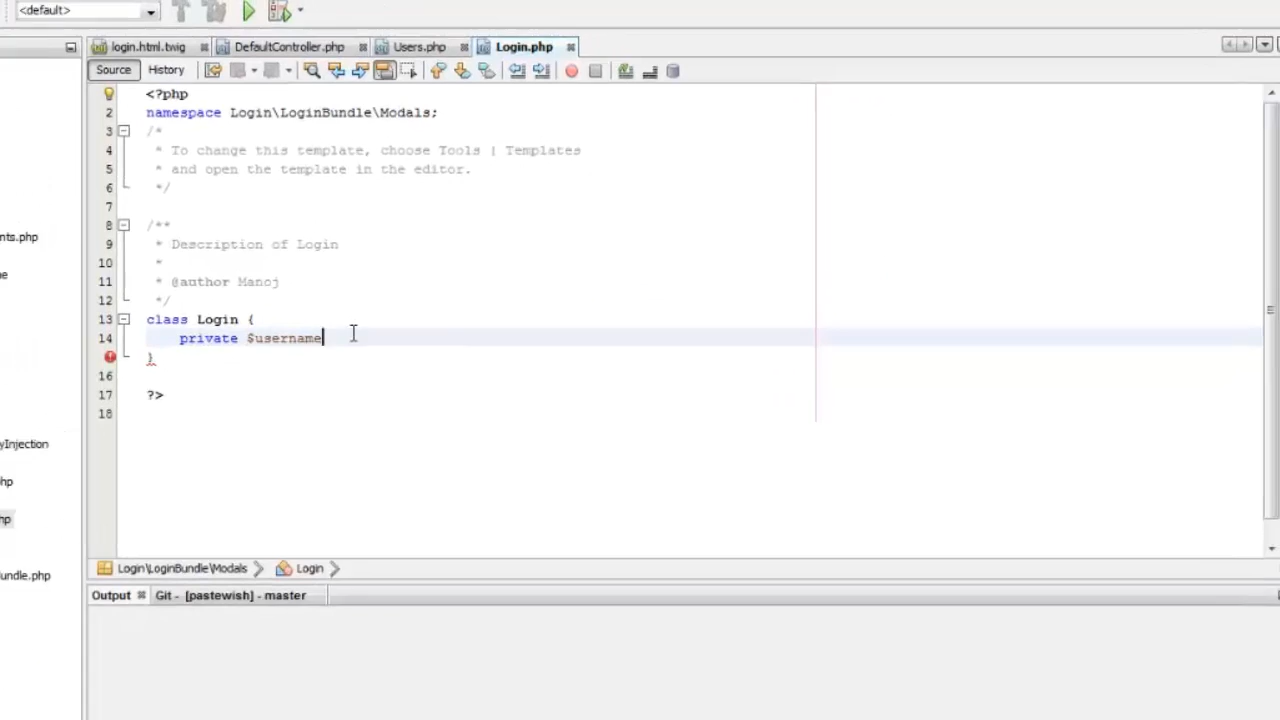 <default>
login.html.twig DefaultController.php Users.php Login.php
Source History
<?php
2 namespace Login\LoginBundle\Modals;
3 /*
4 * To change this template, choose Tools | Templates
5 * and open the template in the editor.
6 */
7
8 /**
9 * Description of Login
10 *
11 * @author Manoj
12 */
13 class Login {
14 private $username
}
16
17 ?>
18
nts.php
e
yInjection
hp
hp
undle.php
Login\LoginBundle\Modals Login
Output Git - [pastewish] - master